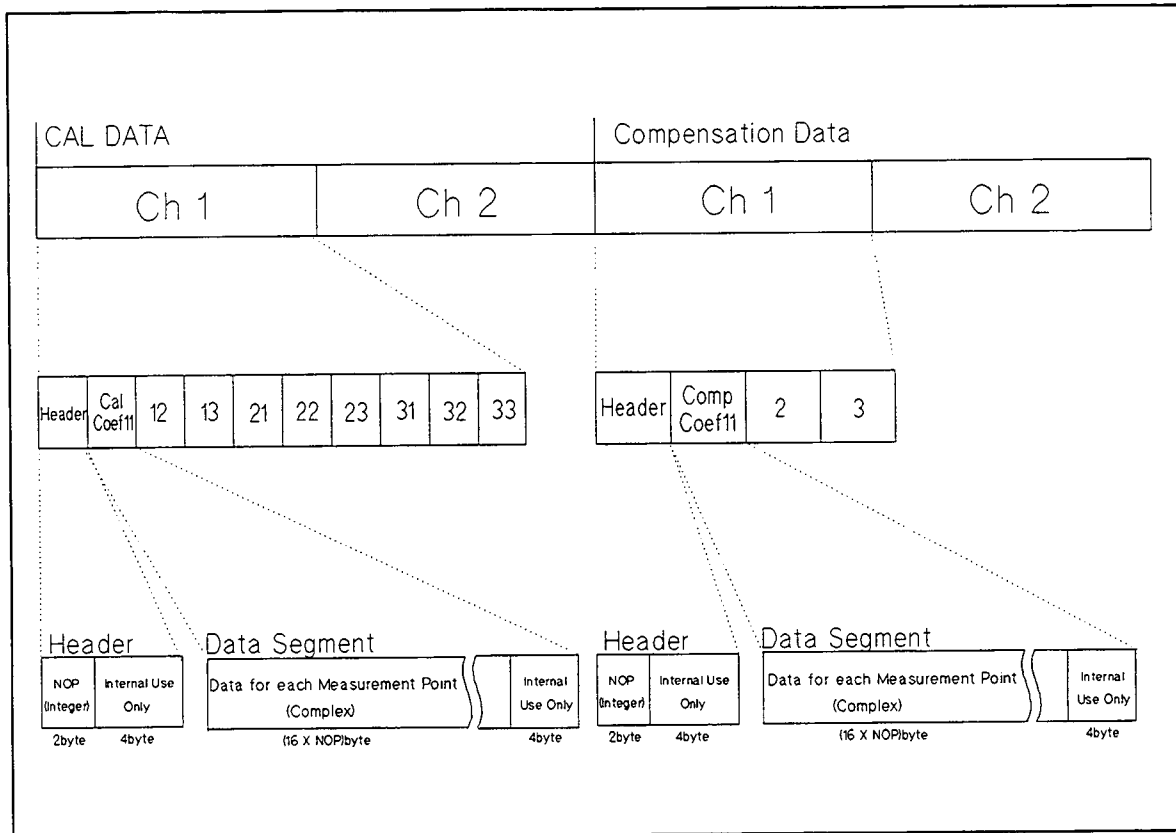 CAL DATA
Compensation Data
Ch 1
Ch 2
Ch 1
Ch 2
Header
Cal
Coef11
12
13
21
22
23
31
32
33
Header
Comp
Coef11
2
3
Header
Data Segment
NOP
(Integer)
Internal Use
Only
Data for each Measurement Point
(Complex)
Internal
Use Only
2byte
4byte
(16 X NOP)byte
4byte
Header
Data Segment
NOP
(Integer)
Internal Use
Only
Data for each Measurement Point
(Complex)
Internal
Use Only
2byte
4byte
(16 X NOP)byte
4byte